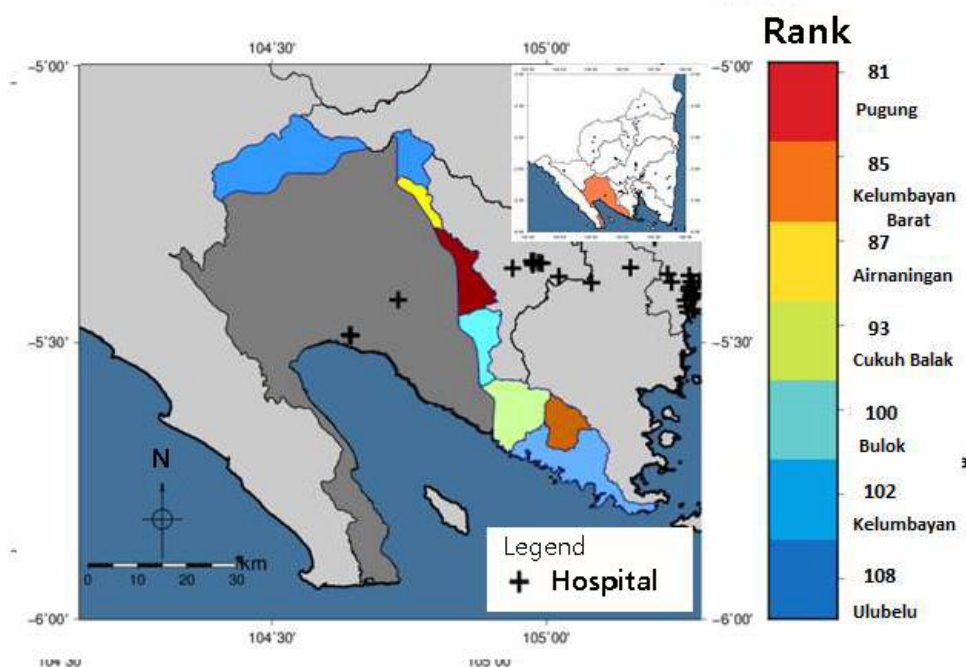 104°30'
105°00'
Rank
−5°00'
−5°00'
81
Pugung
85
Kelumbayan
Barat
87
Airnaningan
−5°30'
−5°30'
93
Cukuh Balak
100
Bulok
N
102
Kelumbayan
Legend
Hospital
km
0 10 20 30
108
Ulubelu
−6°00'
−6°00'
104°30'
105°00'